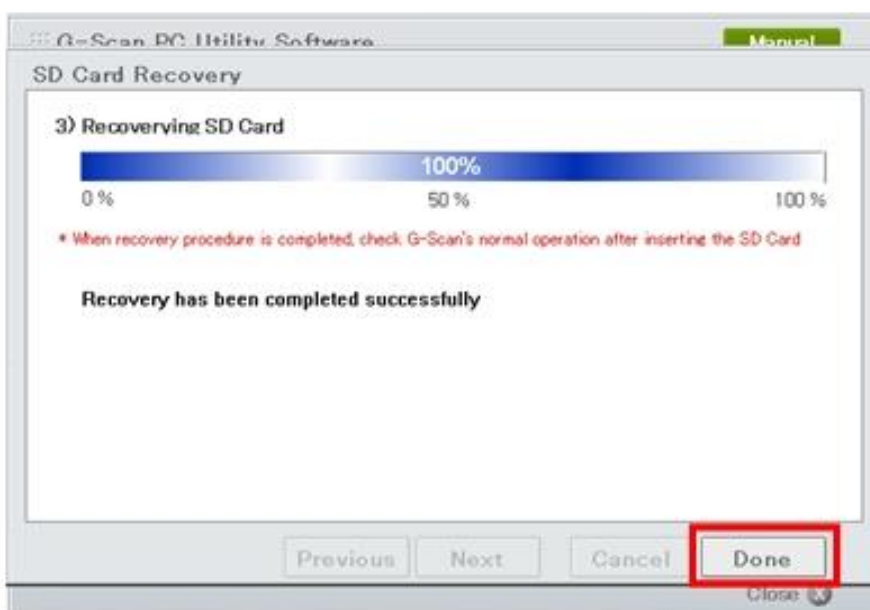 G-Scan PC Utility Software
Manual
SD Card Recovery
3) Recoverying SD Card
100%
0 %
50 %
100 %
* When recovery procedure is completed, check G-Scan's normal operation after inserting the SD Card
Recovery has been completed successfully
Previous
Next
Cancel
Done
Close